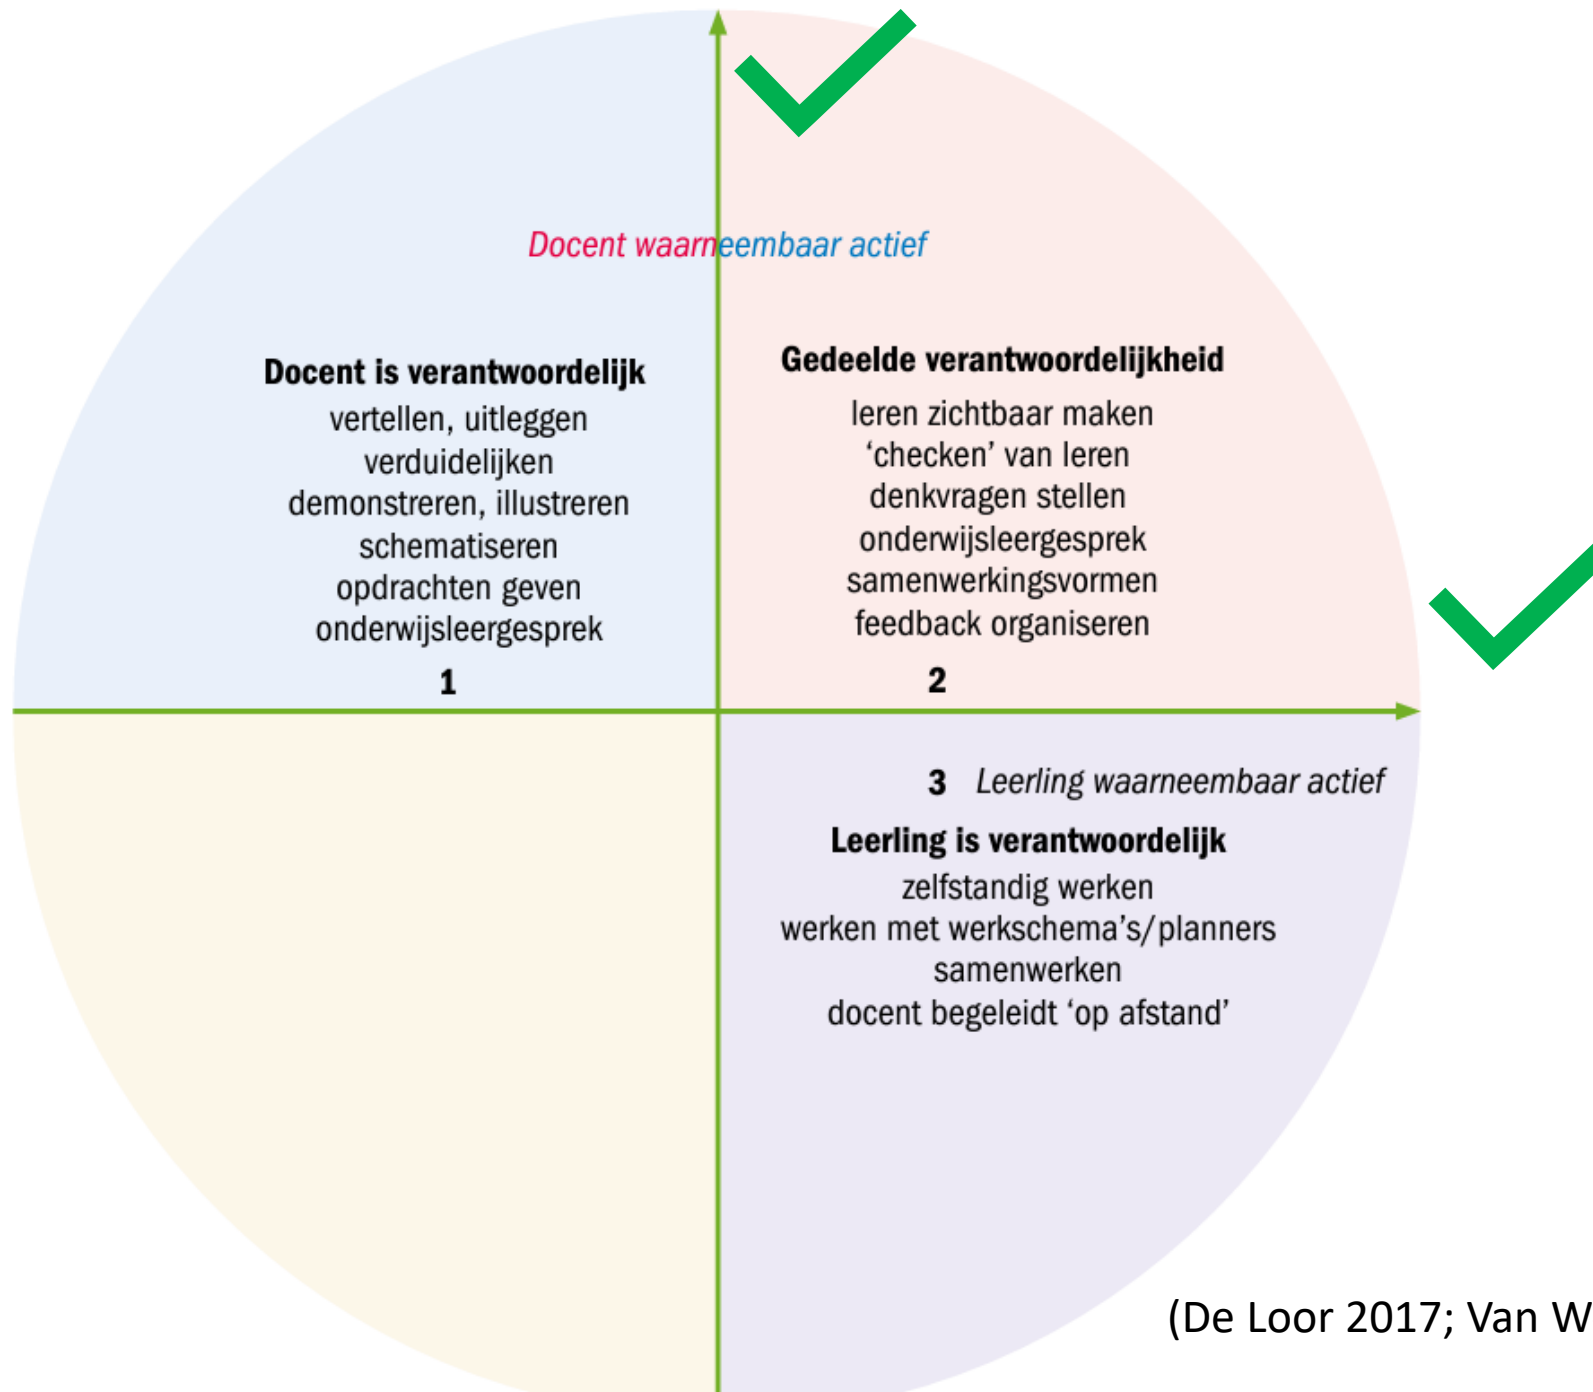 Docent waarneembaar actief
Docent is verantwoordelijk
vertellen, uitleggen
verduidelijken
demonstreren, illustreren
schematiseren
opdrachten geven
onderwijsleergesprek
1
Gedeelde verantwoordelijkheid
leren zichtbaar maken
‘checken’ van leren
denkvragen stellen
onderwijsleergesprek
samenwerkingsvormen
feedback organiseren
2
3 Leerling waarneembaar actief
Leerling is verantwoordelijk
zelfstandig werken
werken met werkschema’s/planners
samenwerken
docent begeleidt ‘op afstand’
(De Loor 2017; Van W